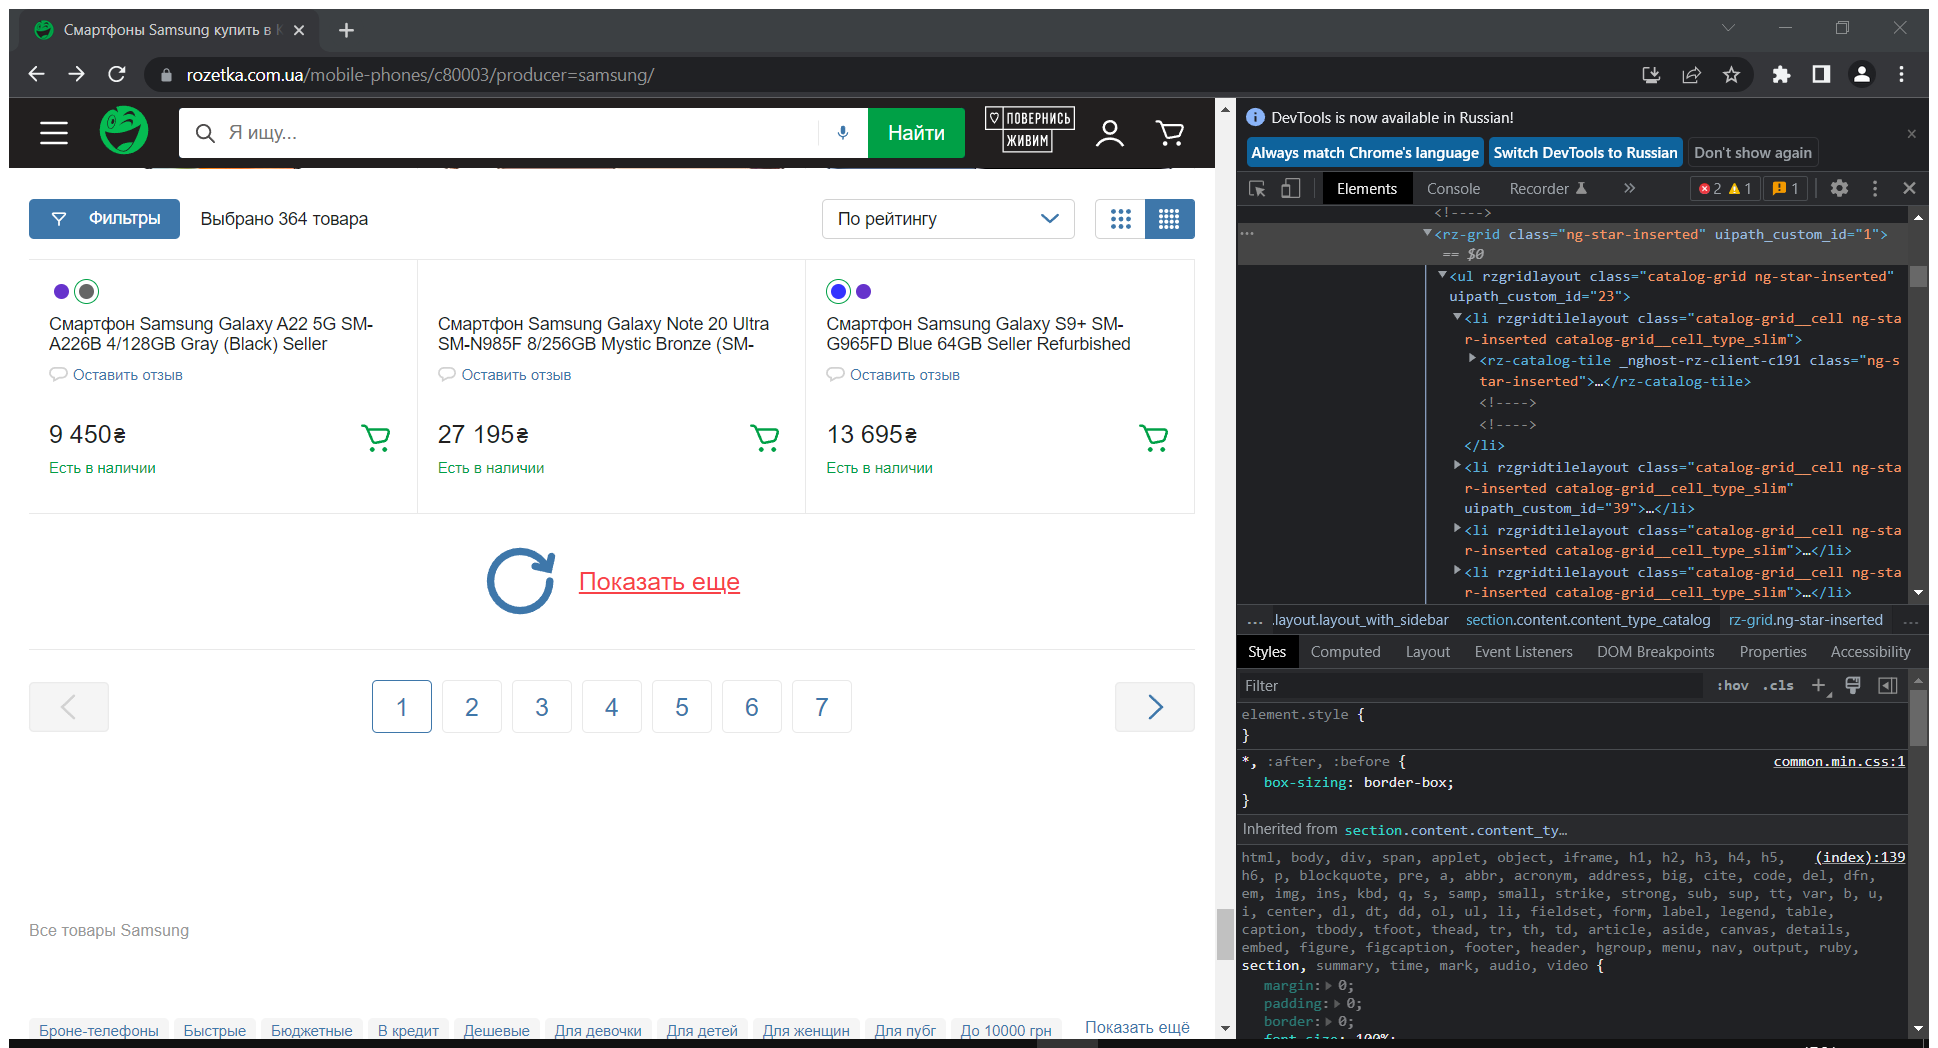 Смартфоны Samsung купить в К
rozetka.com.ua/mobile-phones/c80003/producer=samsung/
Я ищу...
Найти
ПОВЕРНИСЬ
ЖИВИМ
Фильтры
Выбрано 364 товара
По рейтингу
Смартфон Samsung Galaxy A22 5G SM-
A226B 4/128GB Gray (Black) Seller
Оставить отзыв
9 450₴
Есть в наличии
Смартфон Samsung Galaxy Note 20 Ultra
SM-N985F 8/256GB Mystic Bronze (SM-
Оставить отзыв
27 195₴
Есть в наличии
Смартфон Samsung Galaxy S9+ SM-
G965FD Blue 64GB Seller Refurbished
Оставить отзыв
13 695₴
Есть в наличии
Показать еще
1 2 3 4 5 6 7
Все товары Samsung
Броне-телефоны Быстрые Бюджетные В кредит Дешевые Для девочки Для детей Для женщин Для пубг До 10000 грн Показать ещё
DevTools is now available in Russian!
Always match Chrome's language Switch DevTools to Russian Don't show again
Elements Console Recorder » 2 1 1
<!---->
<rz-grid class="ng-star-inserted" uipath_custom_id="1">
== $0
<ul rzgridlayout class="catalog-grid ng-star-inserted"
uipath_custom_id="23">
<li rzgridtilelayout class="catalog-grid__cell ng-sta
r-inserted catalog-grid__cell_type_slim">
<rz-catalog-tile _nghost-rz-client-c191 class="ng-s
tar-inserted">…</rz-catalog-tile>
<!---->
<!---->
</li>
<li rzgridtilelayout class="catalog-grid__cell ng-sta
r-inserted catalog-grid__cell_type_slim"
uipath_custom_id="39">…</li>
<li rzgridtilelayout class="catalog-grid__cell ng-sta
r-inserted catalog-grid__cell_type_slim">…</li>
<li rzgridtilelayout class="catalog-grid__cell ng-sta
r-inserted catalog-grid__cell_type_slim">…</li>
... .layout.layout_with_sidebar section.content.content_type_catalog rz-grid.ng-star-inserted ...
Styles Computed Layout Event Listeners DOM Breakpoints Properties Accessibility
Filter :hov .cls +
element.style {
}
*, :after, :before { common.min.css:1
box-sizing: border-box;
}
Inherited from section.content.content_ty…
html, body, div, span, applet, object, iframe, h1, h2, h3, h4, h5, (index):139
h6, p, blockquote, pre, a, abbr, acronym, address, big, cite, code, del, dfn,
em, img, ins, kbd, q, s, samp, small, strike, strong, sub, sup, tt, var, b, u,
i, center, dl, dt, dd, ol, ul, li, fieldset, form, label, legend, table,
caption, tbody, tfoot, thead, tr, th, td, article, aside, canvas, details,
embed, figure, figcaption, footer, header, hgroup, menu, nav, output, ruby,
section, summary, time, mark, audio, video {
margin: 0;
padding: 0;
border: 0;
font-size: 100%;